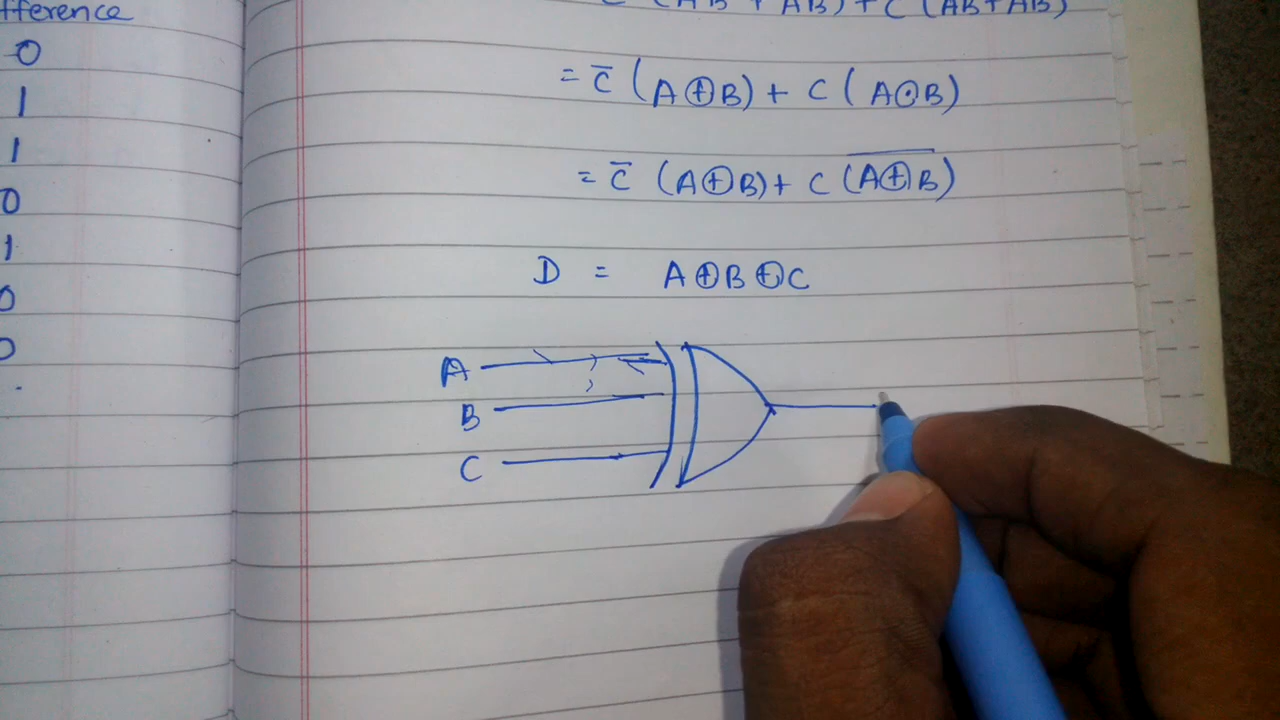 fference
0
1
1
0
1
0
0
= C̅ (A⊕B) + C (A⊙B)
= C̅ (A⊕B) + C (A̅⊕̅B̅)
D = A⊕B⊕C
A
B
C